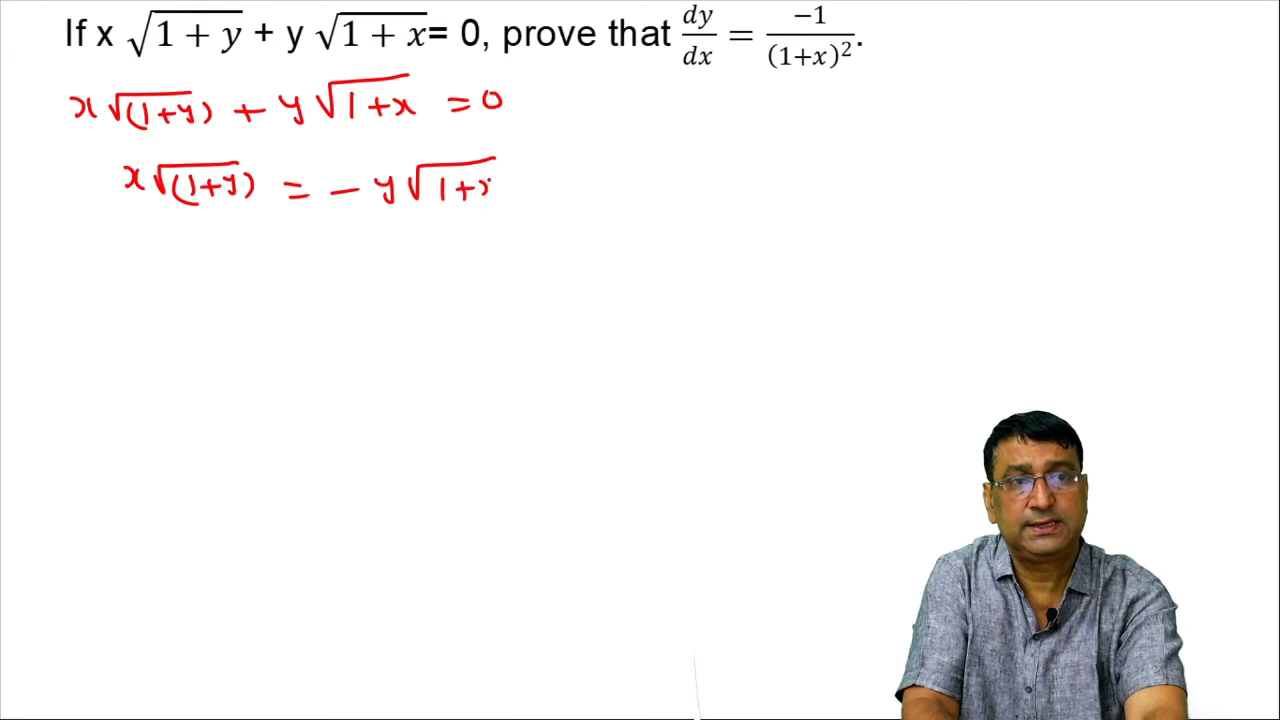 If x √(1 + y) + y √(1 + x) = 0, prove that dy/dx = −1/(1+x)².
x √(1+y) + y √1+x = 0
x √(1+y) = − y √1+x